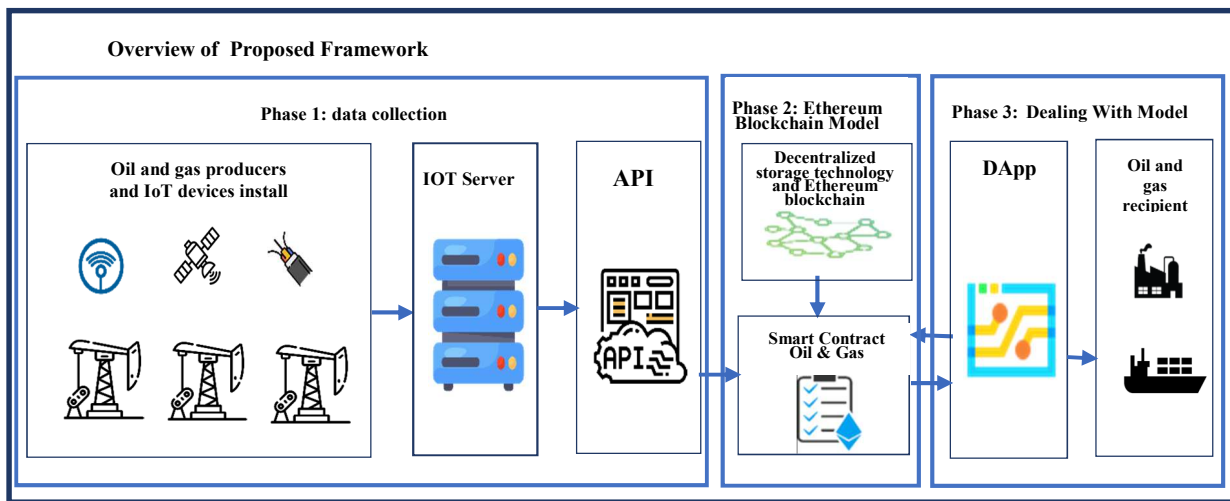 Overview of Proposed Framework
Phase 1: data collection
Oil and gas producers
and IoT devices install
IOT Server
API
API
Phase 2: Ethereum
Blockchain Model
Decentralized
storage technology
and Ethereum
blockchain
Smart Contract
Oil & Gas
Phase 3: Dealing With Model
DApp
Oil and
gas
recipient